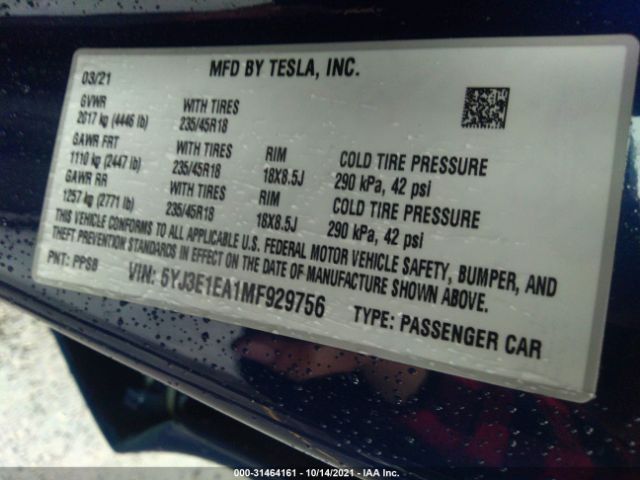 03/21 MFD BY TESLA, INC.
GVWR WITH TIRES
2017 kg (4446 lb) 235/45R18
GAWR FRT WITH TIRES RIM COLD TIRE PRESSURE
1110 kg (2447 lb) 235/45R18 18X8.5J 290 kPa, 42 psi
GAWR RR WITH TIRES RIM COLD TIRE PRESSURE
1257 kg (2771 lb) 235/45R18 18X8.5J 290 kPa, 42 psi
THIS VEHICLE CONFORMS TO ALL APPLICABLE U.S. FEDERAL MOTOR VEHICLE SAFETY, BUMPER, AND
THEFT PREVENTION STANDARDS IN EFFECT ON THE DATE OF MANUFACTURE SHOWN ABOVE.
PNT: PPSB VIN: 5YJ3E1EA1MF929756 TYPE: PASSENGER CAR
000-31464161 - 10/14/2021 - IAA Inc.